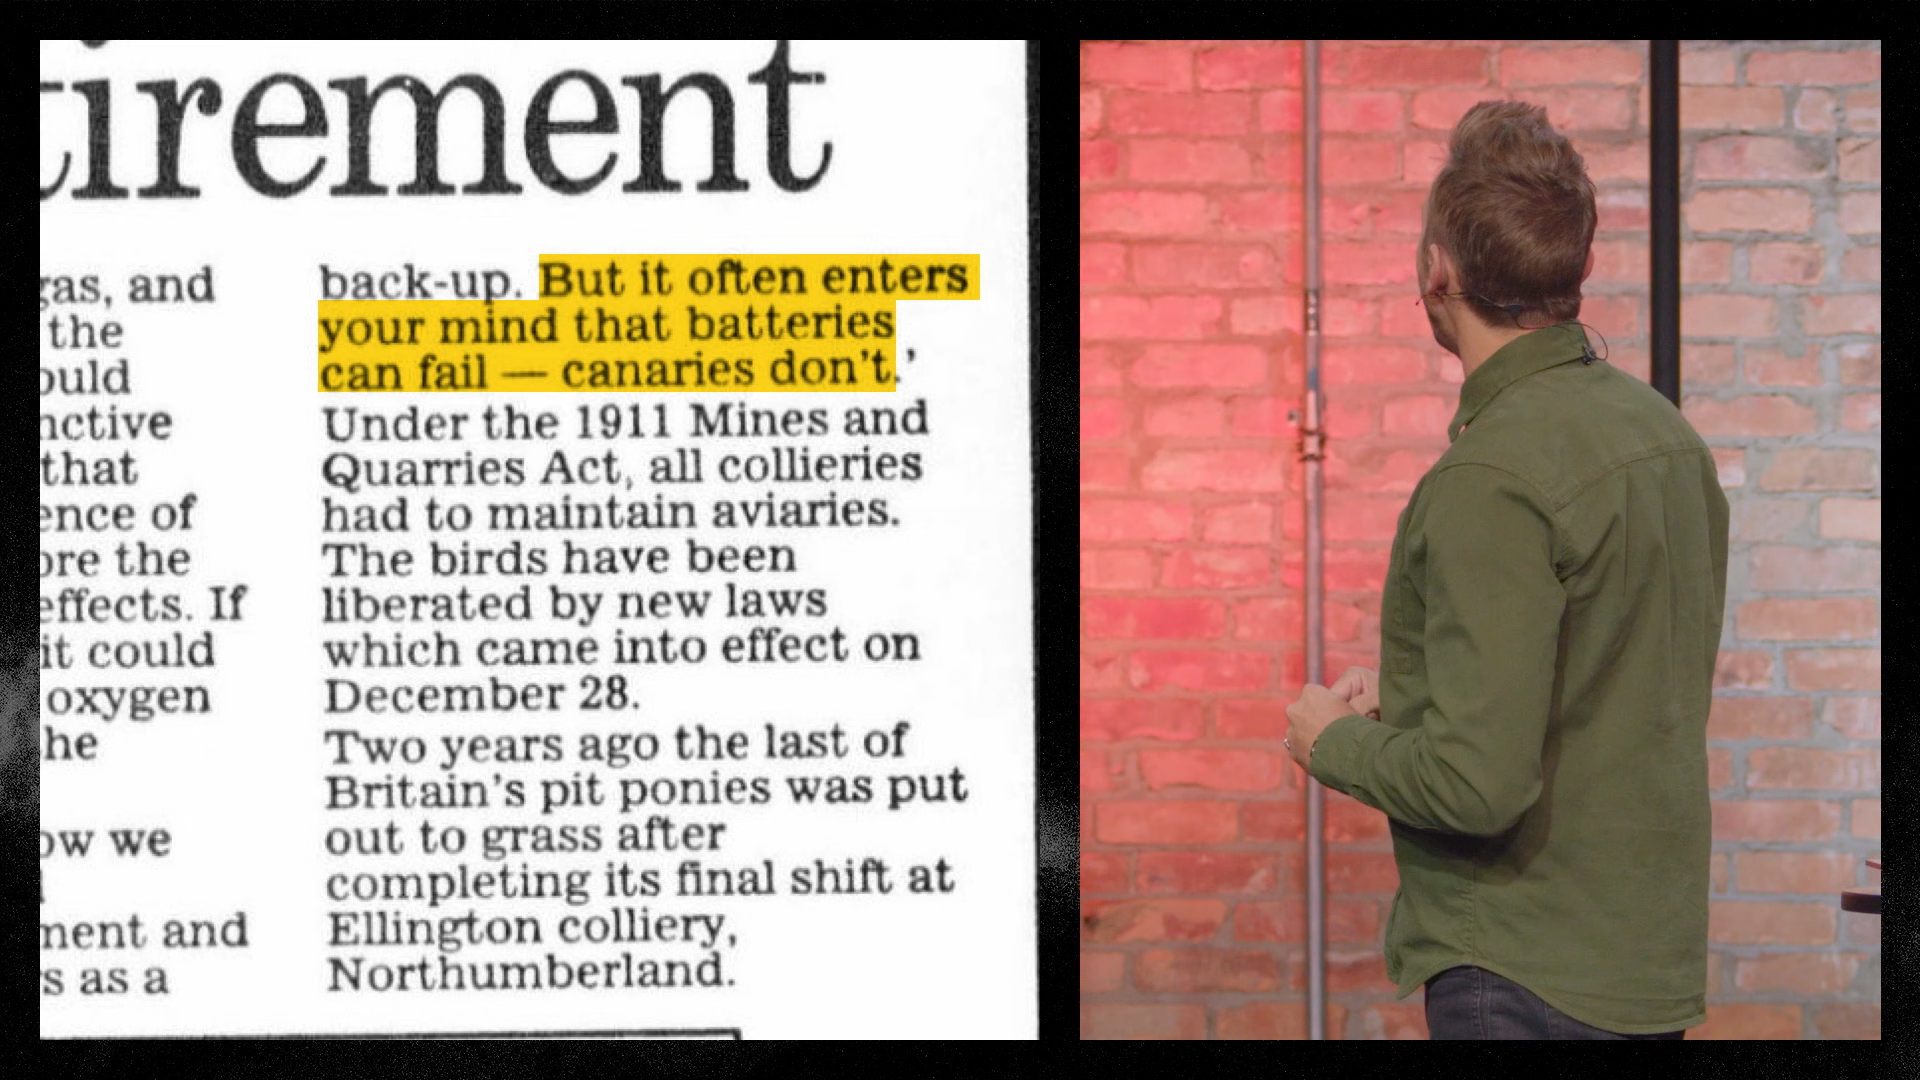 tirement
gas, and
the
ould
nctive
that
ence of
ore the
effects. If
it could
oxygen
he
ow we
ment and
s as a
back-up. But it often enters
your mind that batteries
can fail — canaries don't.'
Under the 1911 Mines and
Quarries Act, all collieries
had to maintain aviaries.
The birds have been
liberated by new laws
which came into effect on
December 28.
Two years ago the last of
Britain's pit ponies was put
out to grass after
completing its final shift at
Ellington colliery,
Northumberland.